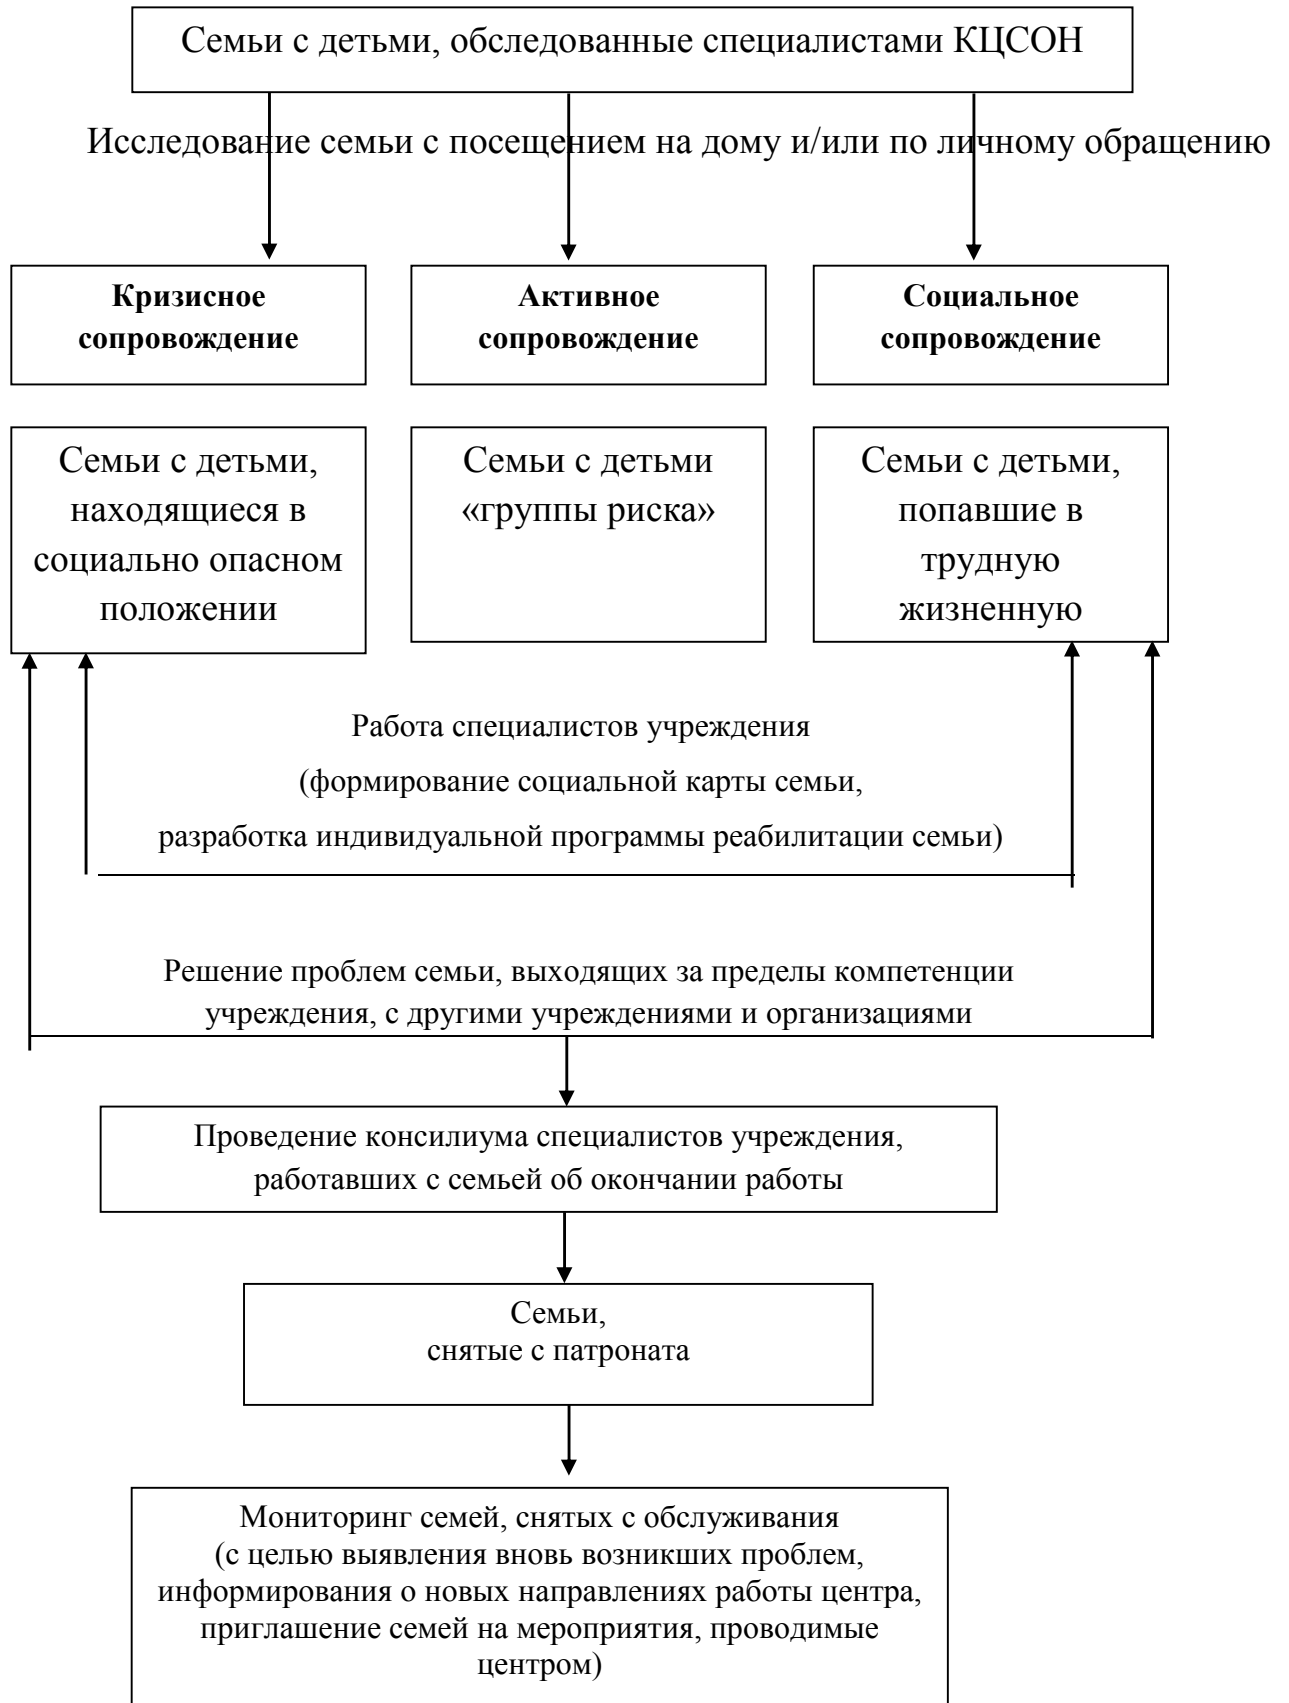 Семьи с детьми, обследованные специалистами КЦСОН
Исследование семьи с посещением на дому и/или по личному обращению
Кризисное
сопровождение
Активное
сопровождение
Социальное
сопровождение
Семьи с детьми,
находящиеся в
социально опасном
положении
Семьи с детьми
«группы риска»
Семьи с детьми,
попавшие в
трудную
жизненную
Работа специалистов учреждения
(формирование социальной карты семьи,
разработка индивидуальной программы реабилитации семьи)
Решение проблем семьи, выходящих за пределы компетенции
учреждения, с другими учреждениями и организациями
Проведение консилиума специалистов учреждения,
работавших с семьей об окончании работы
Семьи,
снятые с патроната
Мониторинг семей, снятых с обслуживания
(с целью выявления вновь возникших проблем,
информирования о новых направлениях работы центра,
приглашение семей на мероприятия, проводимые
центром)